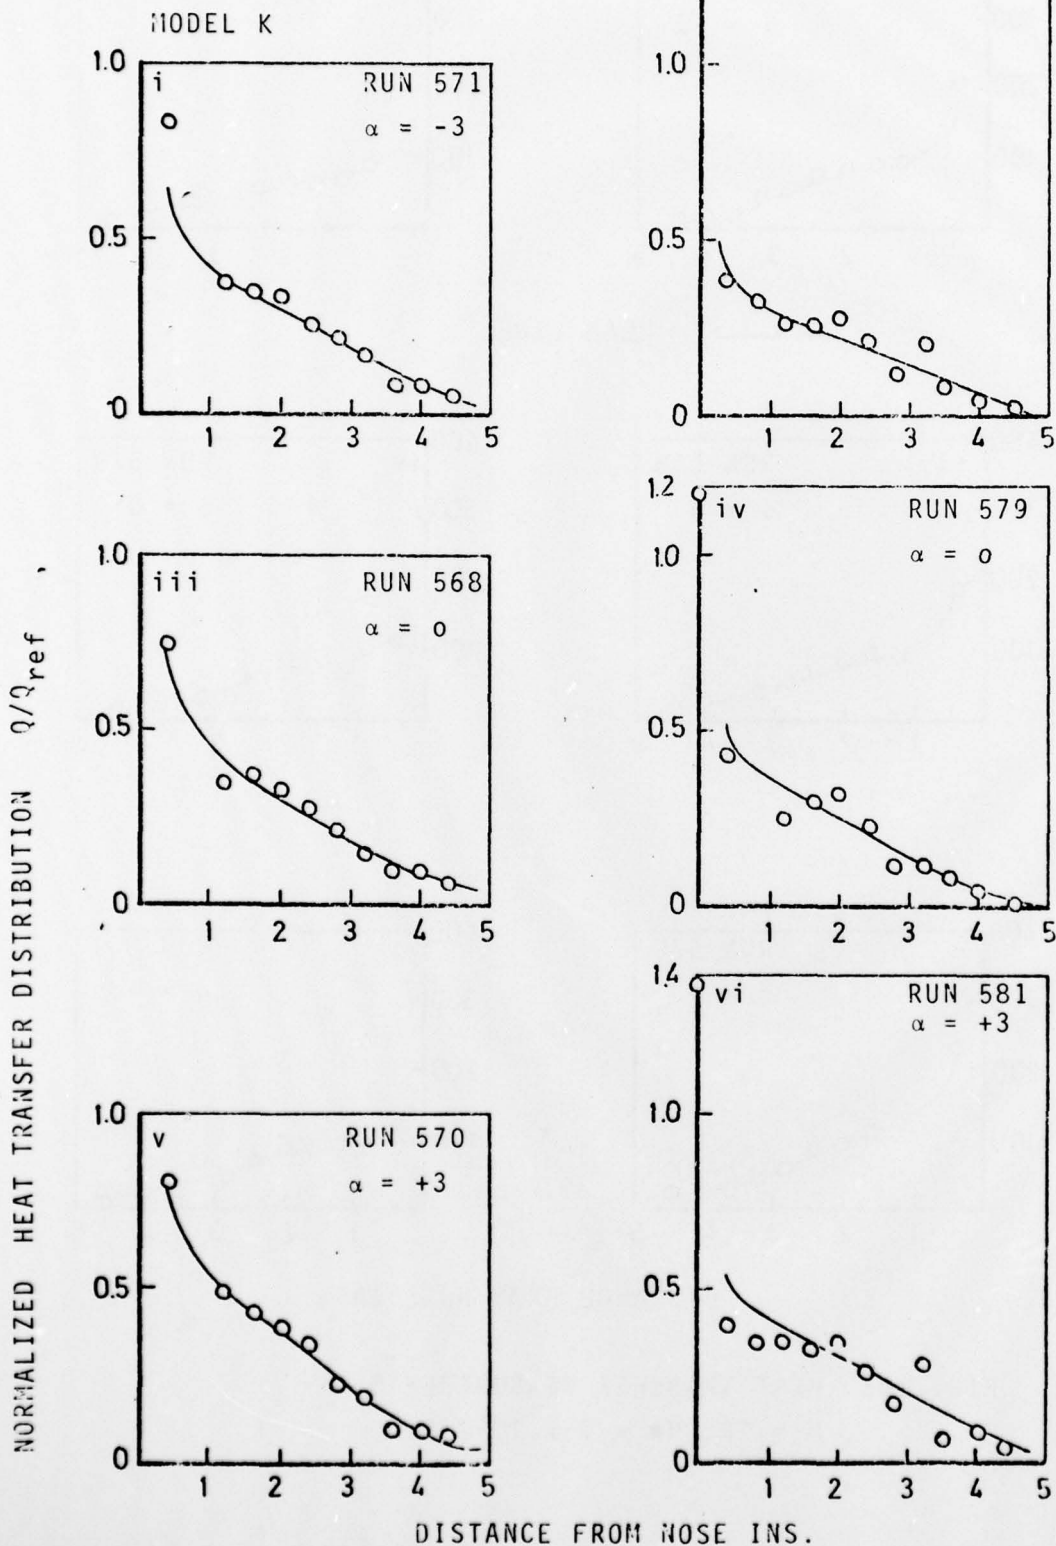 MODEL K
1.0
i RUN 571
α = -3
0.5
0
1 2 3 4 5
1.0
0.5
0
1 2 3 4 5
1.0
iii RUN 568
α = 0
0.5
0
1 2 3 4 5
1.2
iv RUN 579
α = 0
1.0
0.5
0
1 2 3 4 5
1.0
v RUN 570
α = +3
0.5
0
1 2 3 4 5
1.4
vi RUN 581
α = +3
1.0
0.5
0
1 2 3 4 5
NORMALIZED HEAT TRANSFER DISTRIBUTION Q/Qref
DISTANCE FROM NOSE INS.